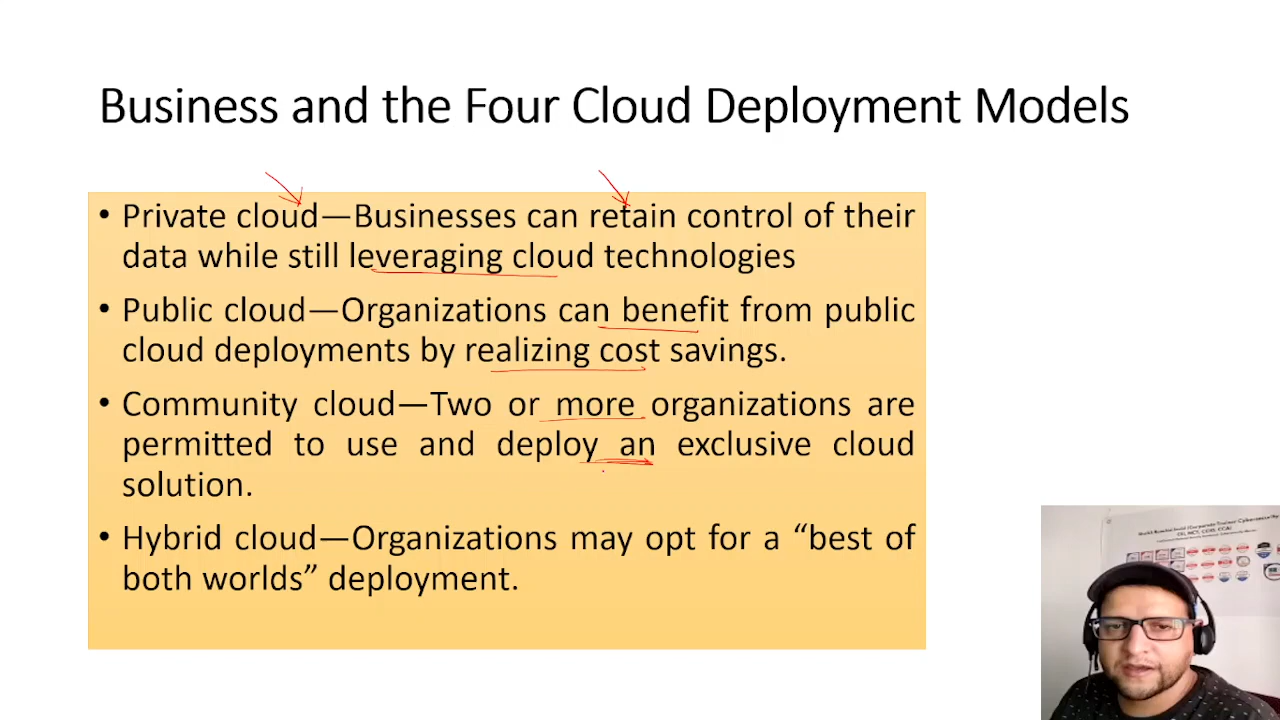 Business and the Four Cloud Deployment Models
• Private cloud—Businesses can retain control of their
data while still leveraging cloud technologies
• Public cloud—Organizations can benefit from public
cloud deployments by realizing cost savings.
• Community cloud—Two or more organizations are
permitted to use and deploy an exclusive cloud
solution.
• Hybrid cloud—Organizations may opt for a “best of
both worlds” deployment.